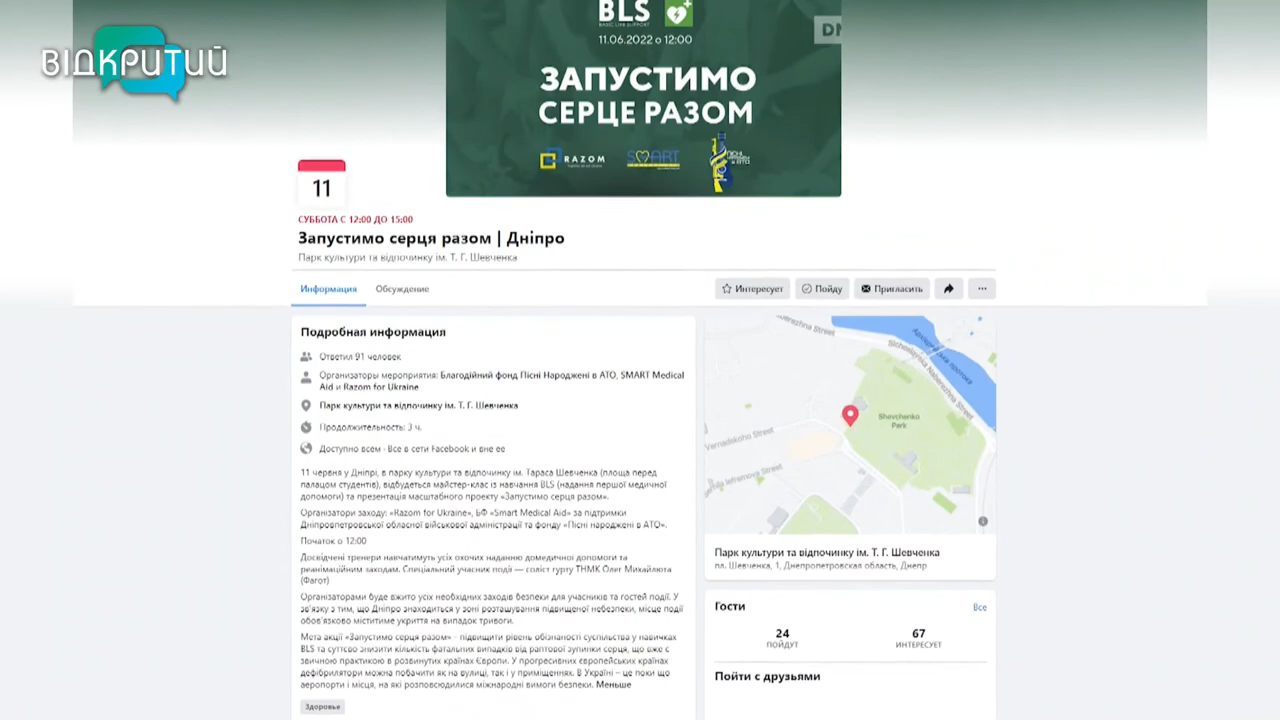 BLS
BASIC LIFE SUPPORT
11.06.2022 о 12:00
ВІДКРИТИЙ
ЗАПУСТИМО
СЕРЦЕ РАЗОМ
RAZOM
SMART
11
СУББОТА С 12:00 ДО 15:00
Запустимо серця разом | Дніпро
Парк культури та відпочинку ім. Т. Г. Шевченка
Информация
Обсуждение
Интересует
Пойду
Пригласить
Подробная информация
Ответил 91 человек
Организаторы мероприятия: Благодійний фонд Пісні Народжені в АТО, SMART Medical
Aid и Razom for Ukraine
Парк культури та відпочинку ім. Т. Г. Шевченка
Продолжительность: 3 ч.
Доступно всем · Все в сети Facebook и вне ее
11 червня у Дніпрі, в парку культури та відпочинку ім. Тараса Шевченка (площа перед
палацом студентів), відбудеться майстер-клас із навчання BLS (надання першої медичної
допомоги) та презентація масштабного проекту «Запустимо серця разом».
Організатори заходу: «Razom for Ukraine», БФ «Smart Medical Aid» за підтримки
Дніпровпетровської обласної військової адміністрації та фонду «Пісні народжені в АТО».
Початок о 12:00
Досвідчені тренери навчатимуть усіх охочих наданню домедичної допомоги та
реанімаційним заходам. Спеціальний учасник події — соліст гурту ТНМК Олег Михайлюта
(Фагот)
Організаторами буде вжито усіх необхідних заходів безпеки для учасників та гостей події. У
зв'язку з тим, що Дніпро знаходиться у зоні розташування підвищеної небезпеки, місце події
обов'язково міститиме укриття на випадок тривоги.
Мета акції «Запустимо серця разом» - підвищити рівень обізнаності суспільства у навичках
BLS та суттєво знизити кількість фатальних випадків від раптової зупинки серця, що вже є
звичною практикою в розвинутих країнах Європи. У прогресивних європейських країнах
дефібрилятори можна побачити як на вулиці, так і у приміщеннях. В Україні – це поки що
аеропорти і місця, на які розповсюдилися міжнародні вимоги безпеки. Меньше
Здоровье
Sicheslavska Naberezhna Street
Shevchenko
Park
Vernadskoho Street
Парк культури та відпочинку ім. Т. Г. Шевченка
пл. Шевченка, 1, Днепропетровская область, Днепр
Гости
Все
24
ПОЙДУТ
67
ИНТЕРЕСУЕТ
Пойти с друзьями